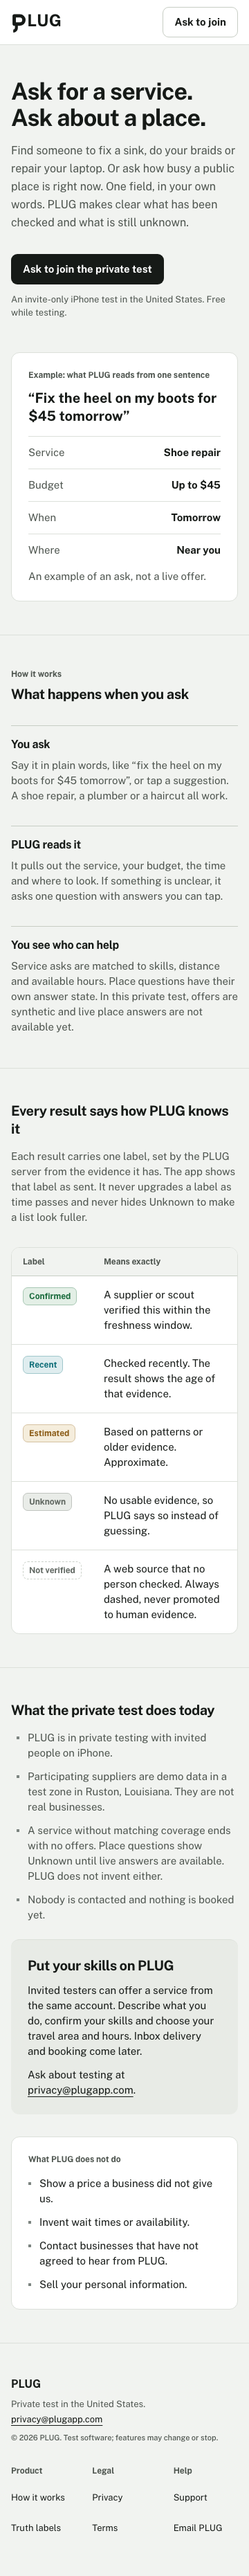 PLUG
Ask to join
Ask for a service.
Ask about a place.
Find someone to fix a sink, do your braids or
repair your laptop. Or ask how busy a public
place is right now. One field, in your own
words. PLUG makes clear what has been
checked and what is still unknown.
Ask to join the private test
An invite-only iPhone test in the United States. Free
while testing.
Example: what PLUG reads from one sentence
“Fix the heel on my boots for
$45 tomorrow”
Service Shoe repair
Budget Up to $45
When Tomorrow
Where Near you
An example of an ask, not a live offer.
How it works
What happens when you ask
You ask
Say it in plain words, like “fix the heel on my
boots for $45 tomorrow”, or tap a suggestion.
A shoe repair, a plumber or a haircut all work.
PLUG reads it
It pulls out the service, your budget, the time
and where to look. If something is unclear, it
asks one question with answers you can tap.
You see who can help
Service asks are matched to skills, distance
and available hours. Place questions have their
own answer state. In this private test, offers are
synthetic and live place answers are not
available yet.
Every result says how PLUG knows
it
Each result carries one label, set by the PLUG
server from the evidence it has. The app shows
that label as sent. It never upgrades a label as
time passes and never hides Unknown to make
a list look fuller.
Label Means exactly
Confirmed A supplier or scout
verified this within the
freshness window.
Recent Checked recently. The
result shows the age of
that evidence.
Estimated Based on patterns or
older evidence.
Approximate.
Unknown No usable evidence, so
PLUG says so instead of
guessing.
Not verified A web source that no
person checked. Always
dashed, never promoted
to human evidence.
What the private test does today
PLUG is in private testing with invited
people on iPhone.
Participating suppliers are demo data in a
test zone in Ruston, Louisiana. They are not
real businesses.
A service without matching coverage ends
with no offers. Place questions show
Unknown until live answers are available.
PLUG does not invent either.
Nobody is contacted and nothing is booked
yet.
Put your skills on PLUG
Invited testers can offer a service from
the same account. Describe what you
do, confirm your skills and choose your
travel area and hours. Inbox delivery
and booking come later.
Ask about testing at
privacy@plugapp.com.
What PLUG does not do
Show a price a business did not give
us.
Invent wait times or availability.
Contact businesses that have not
agreed to hear from PLUG.
Sell your personal information.
PLUG
Private test in the United States.
privacy@plugapp.com
© 2026 PLUG. Test software; features may change or stop.
Product Legal Help
How it works Privacy Support
Truth labels Terms Email PLUG